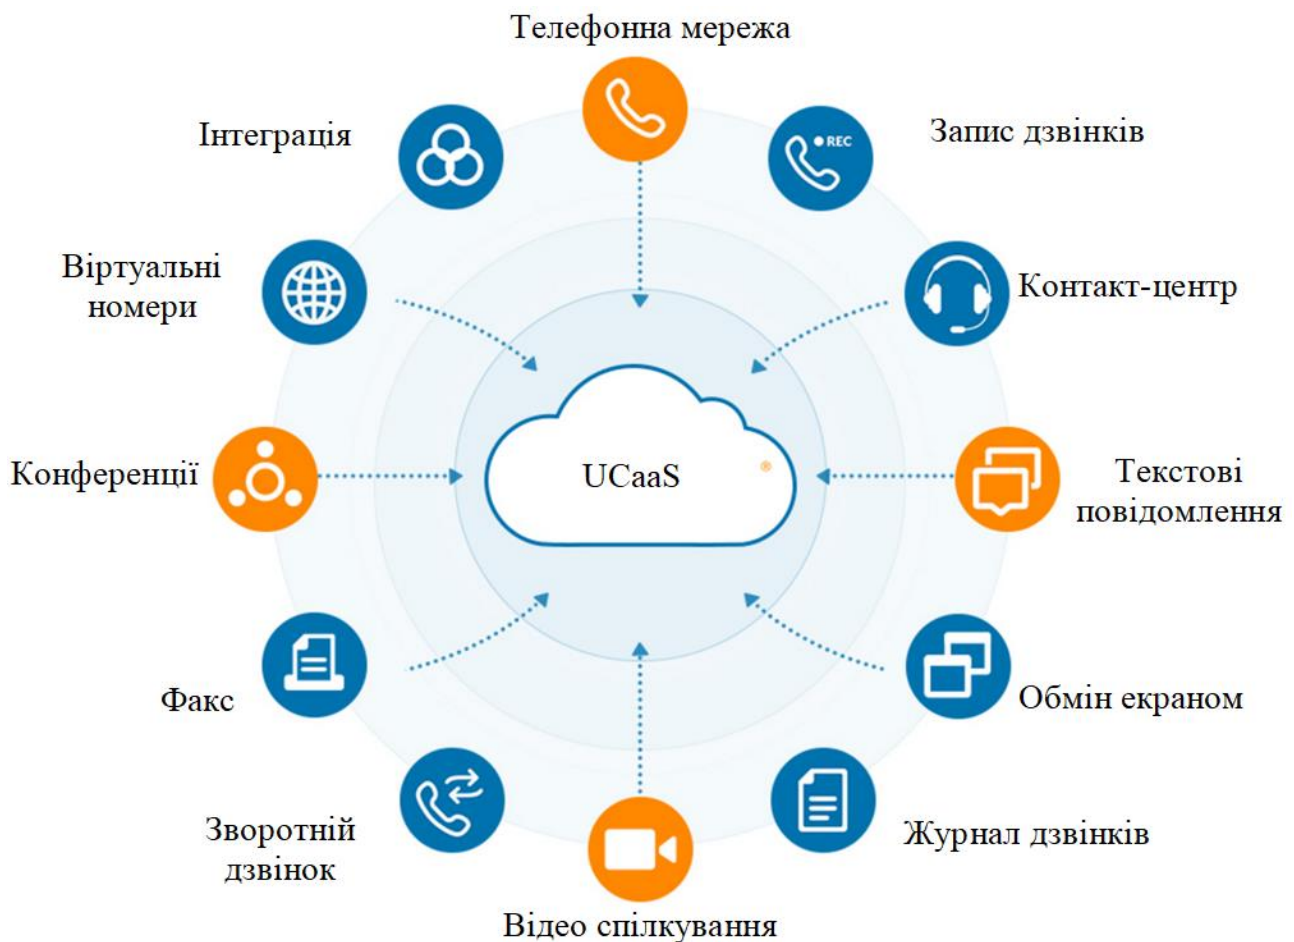 Телефонна мережа
Інтеграція
REC
Запис дзвінків
Віртуальні
номери
Контакт-центр
Конференції
UCaaS
®
Текстові
повідомлення
Факс
Обмін екраном
Зворотній
дзвінок
Журнал дзвінків
Відео спілкування